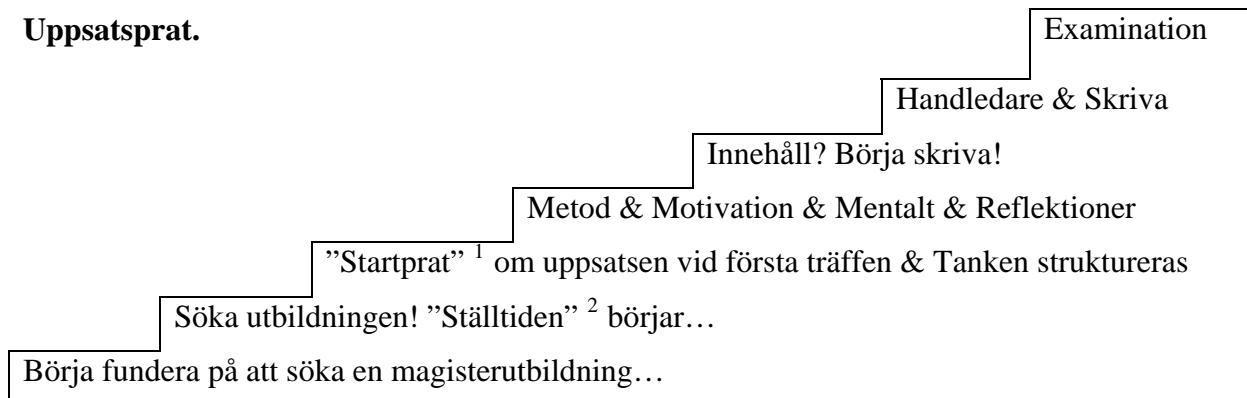 Uppsatsprat.
Examination
Handledare & Skriva
Innehåll? Börja skriva!
Metod & Motivation & Mentalt & Reflektioner
”Startprat” ¹ om uppsatsen vid första träffen & Tanken struktureras
Söka utbildningen! ”Ställtiden” ² börjar…
Börja fundera på att söka en magisterutbildning…